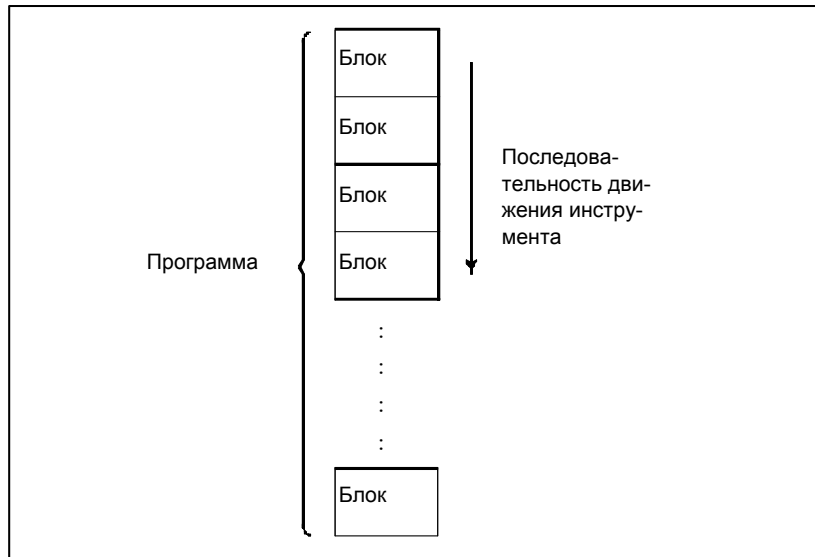 Блок
Блок
Блок
Блок
Последова-
тельность дви-
жения инстру-
мента
Программа
:
:
:
:
Блок